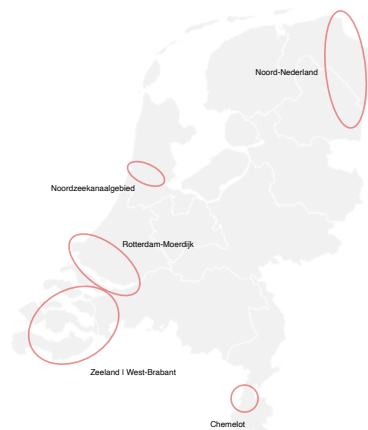 Noord-Nederland
Noordzeekanaalgebied
Rotterdam-Moerdijk
Zeeland | West-Brabant
Chemelot